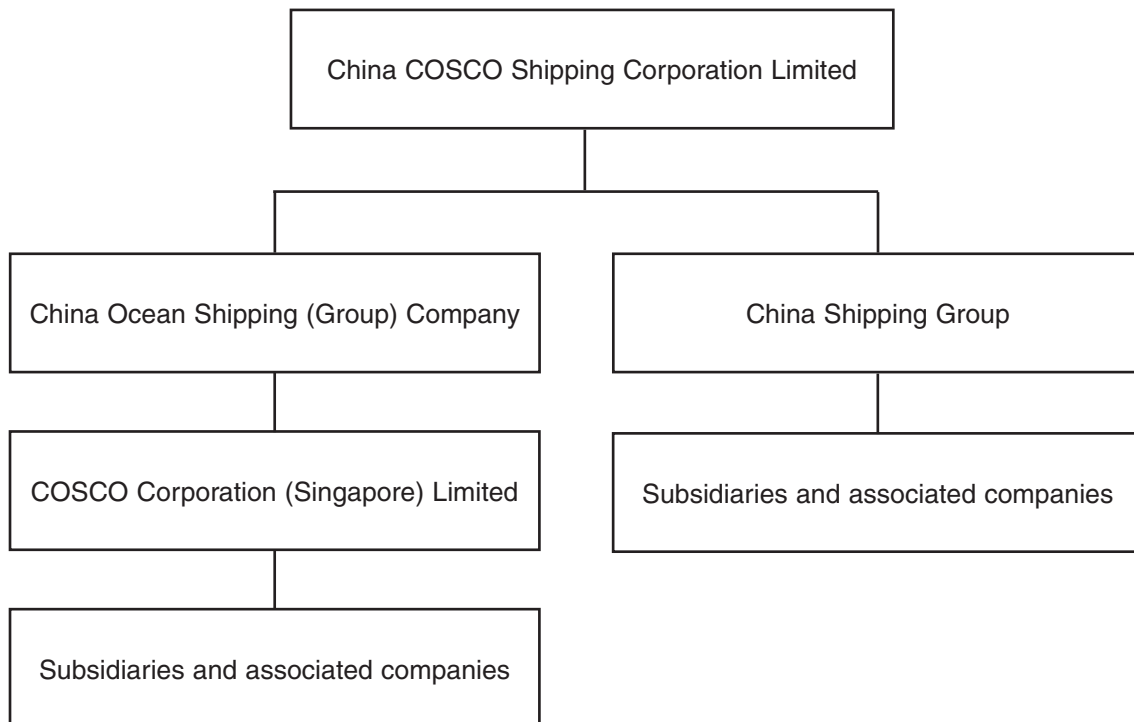 China COSCO Shipping Corporation Limited
China Ocean Shipping (Group) Company
China Shipping Group
COSCO Corporation (Singapore) Limited
Subsidiaries and associated companies
Subsidiaries and associated companies